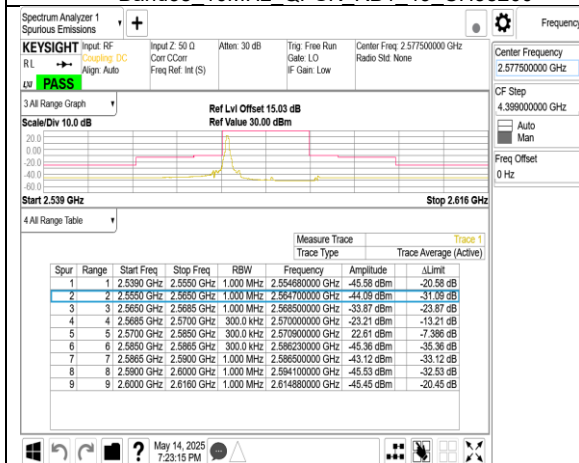 Spectrum Analyzer 1
Spurious Emissions
Frequency
KEYSIGHT
RL
Input: RF
Coupling: DC
Align: Auto
Input Z: 50 Ω
Corr CCorr
Freq Ref: Int (S)
Atten: 30 dB
Trig: Free Run
Gate: LO
IF Gain: Low
Center Freq: 2.577500000 GHz
Radio Std: None
LXI PASS
Center Frequency
2.577500000 GHz
CF Step
4.399000000 GHz
Auto
Man
Freq Offset
0 Hz
3 All Range Graph
Scale/Div 10.0 dB
Ref Lvl Offset 15.03 dB
Ref Value 30.00 dBm
20.0
0.00
-20.0
-40.0
-60.0
Start 2.539 GHz
Stop 2.616 GHz
4 All Range Table
Measure Trace Trace 1
Trace Type Trace Average (Active)
Spur Range Start Freq Stop Freq RBW Frequency Amplitude ΔLimit
1 1 2.5390 GHz 2.5550 GHz 1.000 MHz 2.554680000 GHz -45.58 dBm -20.58 dB
2 2 2.5550 GHz 2.5650 GHz 1.000 MHz 2.564700000 GHz -44.09 dBm -31.09 dB
3 3 2.5650 GHz 2.5685 GHz 1.000 MHz 2.568500000 GHz -33.87 dBm -23.87 dB
4 4 2.5685 GHz 2.5700 GHz 300.0 kHz 2.570000000 GHz -23.21 dBm -13.21 dB
5 5 2.5700 GHz 2.5850 GHz 300.0 kHz 2.570900000 GHz 22.61 dBm -7.386 dB
6 6 2.5850 GHz 2.5865 GHz 300.0 kHz 2.586230000 GHz -45.36 dBm -35.36 dB
7 7 2.5865 GHz 2.5900 GHz 1.000 MHz 2.586500000 GHz -43.12 dBm -33.12 dB
8 8 2.5900 GHz 2.6000 GHz 1.000 MHz 2.594100000 GHz -45.53 dBm -32.53 dB
9 9 2.6000 GHz 2.6160 GHz 1.000 MHz 2.614880000 GHz -45.45 dBm -20.45 dB
?
May 14, 2025
7:23:15 PM